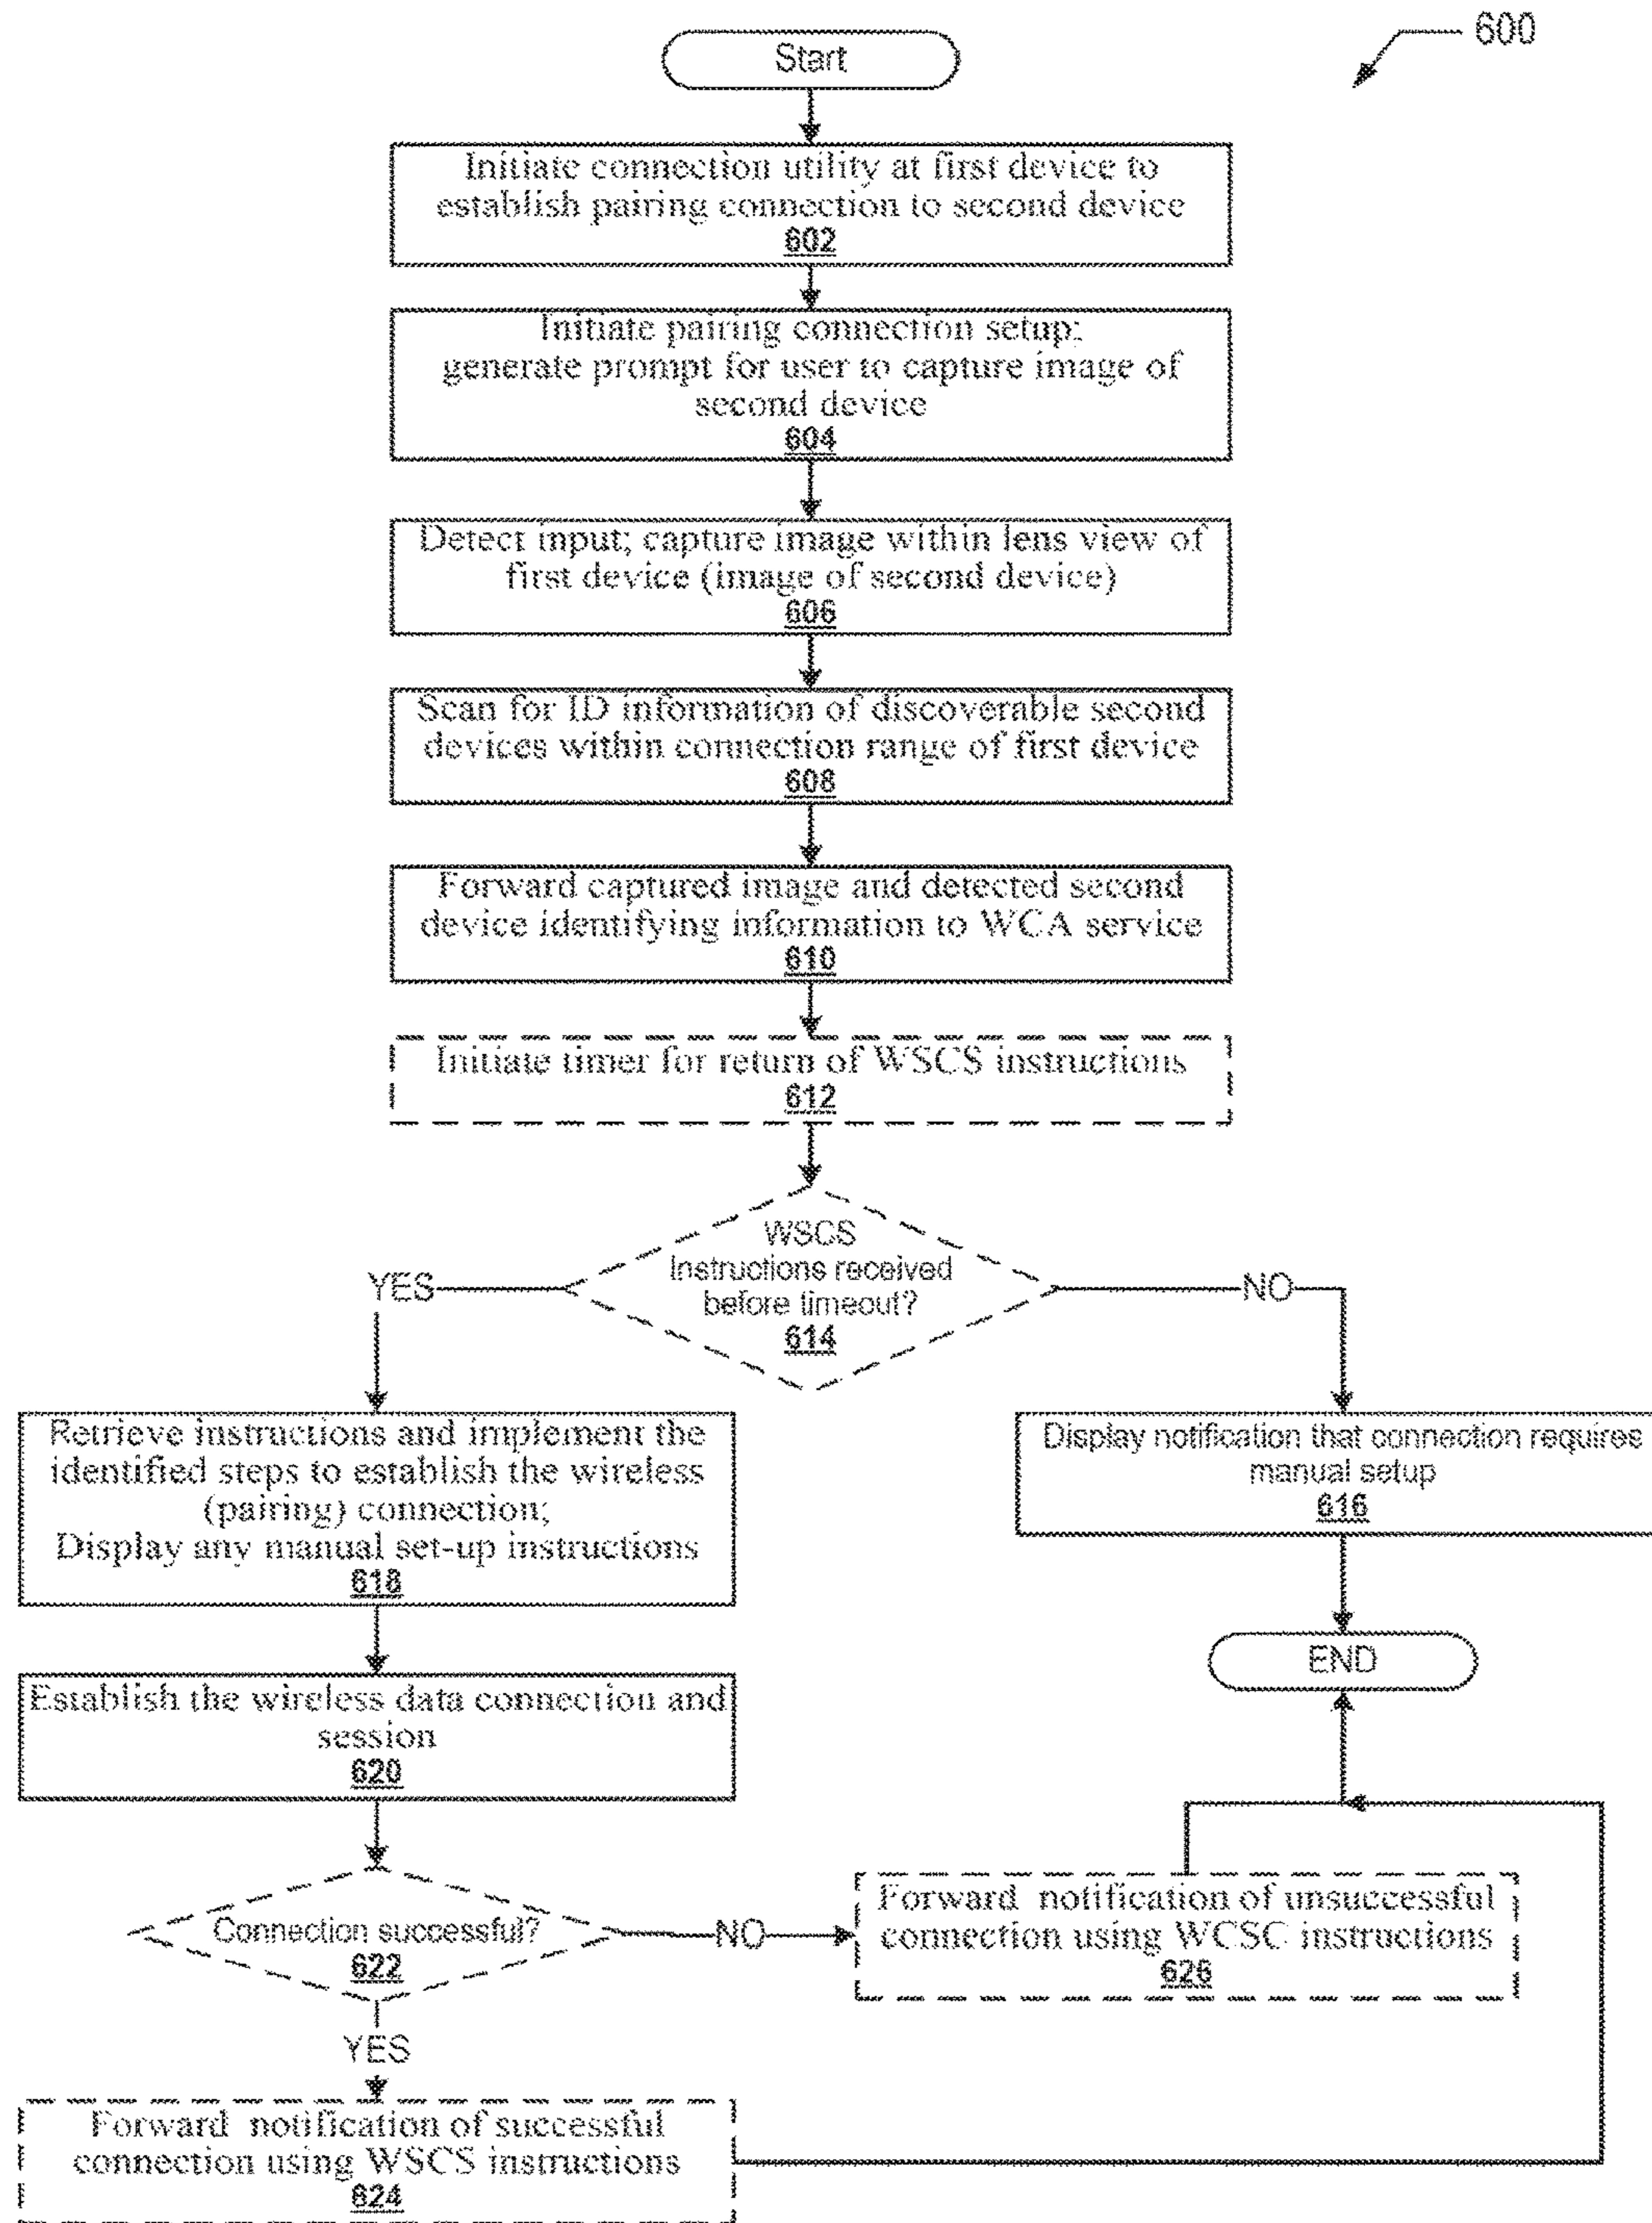 600
Start
Initiate connection utility at first device to
establish pairing connection to second device
602
Initiate pairing connection setup;
generate prompt for user to capture image of
second device
604
Detect input; capture image within lens view of
first device (image of second device)
606
Scan for ID information of discoverable second
devices within connection range of first device
608
Forward captured image and detected second
device identifying information to WCA service
610
Initiate timer for return of WSCS instructions
612
WSCS
Instructions received
before timeout?
614
YES
NO
Retrieve instructions and implement the
identified steps to establish the wireless
(pairing) connection;
Display any manual set-up instructions
618
Display notification that connection requires
manual setup
616
END
Establish the wireless data connection and
session
620
Connection successful?
622
NO
Forward notification of unsuccessful
connection using WCSC instructions
626
YES
Forward notification of successful
connection using WSCS instructions
624